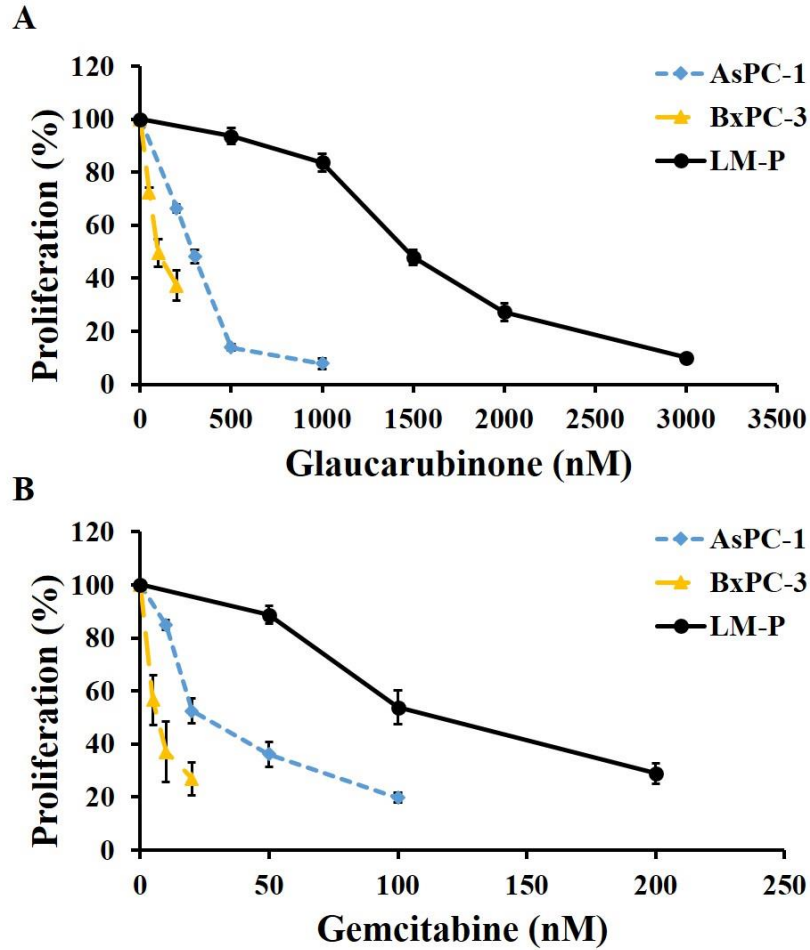 A
120
100
80
60
40
20
0
Proliferation (%)
AsPC-1
BxPC-3
LM-P
0 500 1000 1500 2000 2500 3000 3500
Glaucarubinone (nM)
B
120
100
80
60
40
20
0
Proliferation (%)
AsPC-1
BxPC-3
LM-P
0 50 100 150 200 250
Gemcitabine (nM)